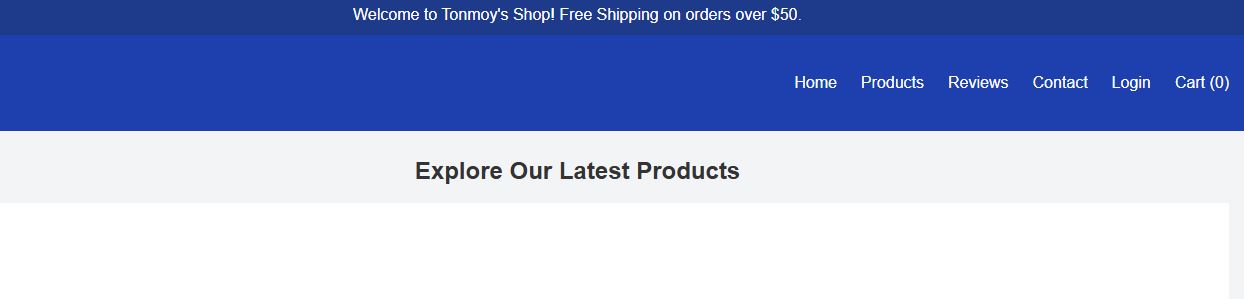 Welcome to Tonmoy's Shop! Free Shipping on orders over $50.
Home Products Reviews Contact Login Cart (0)
Explore Our Latest Products